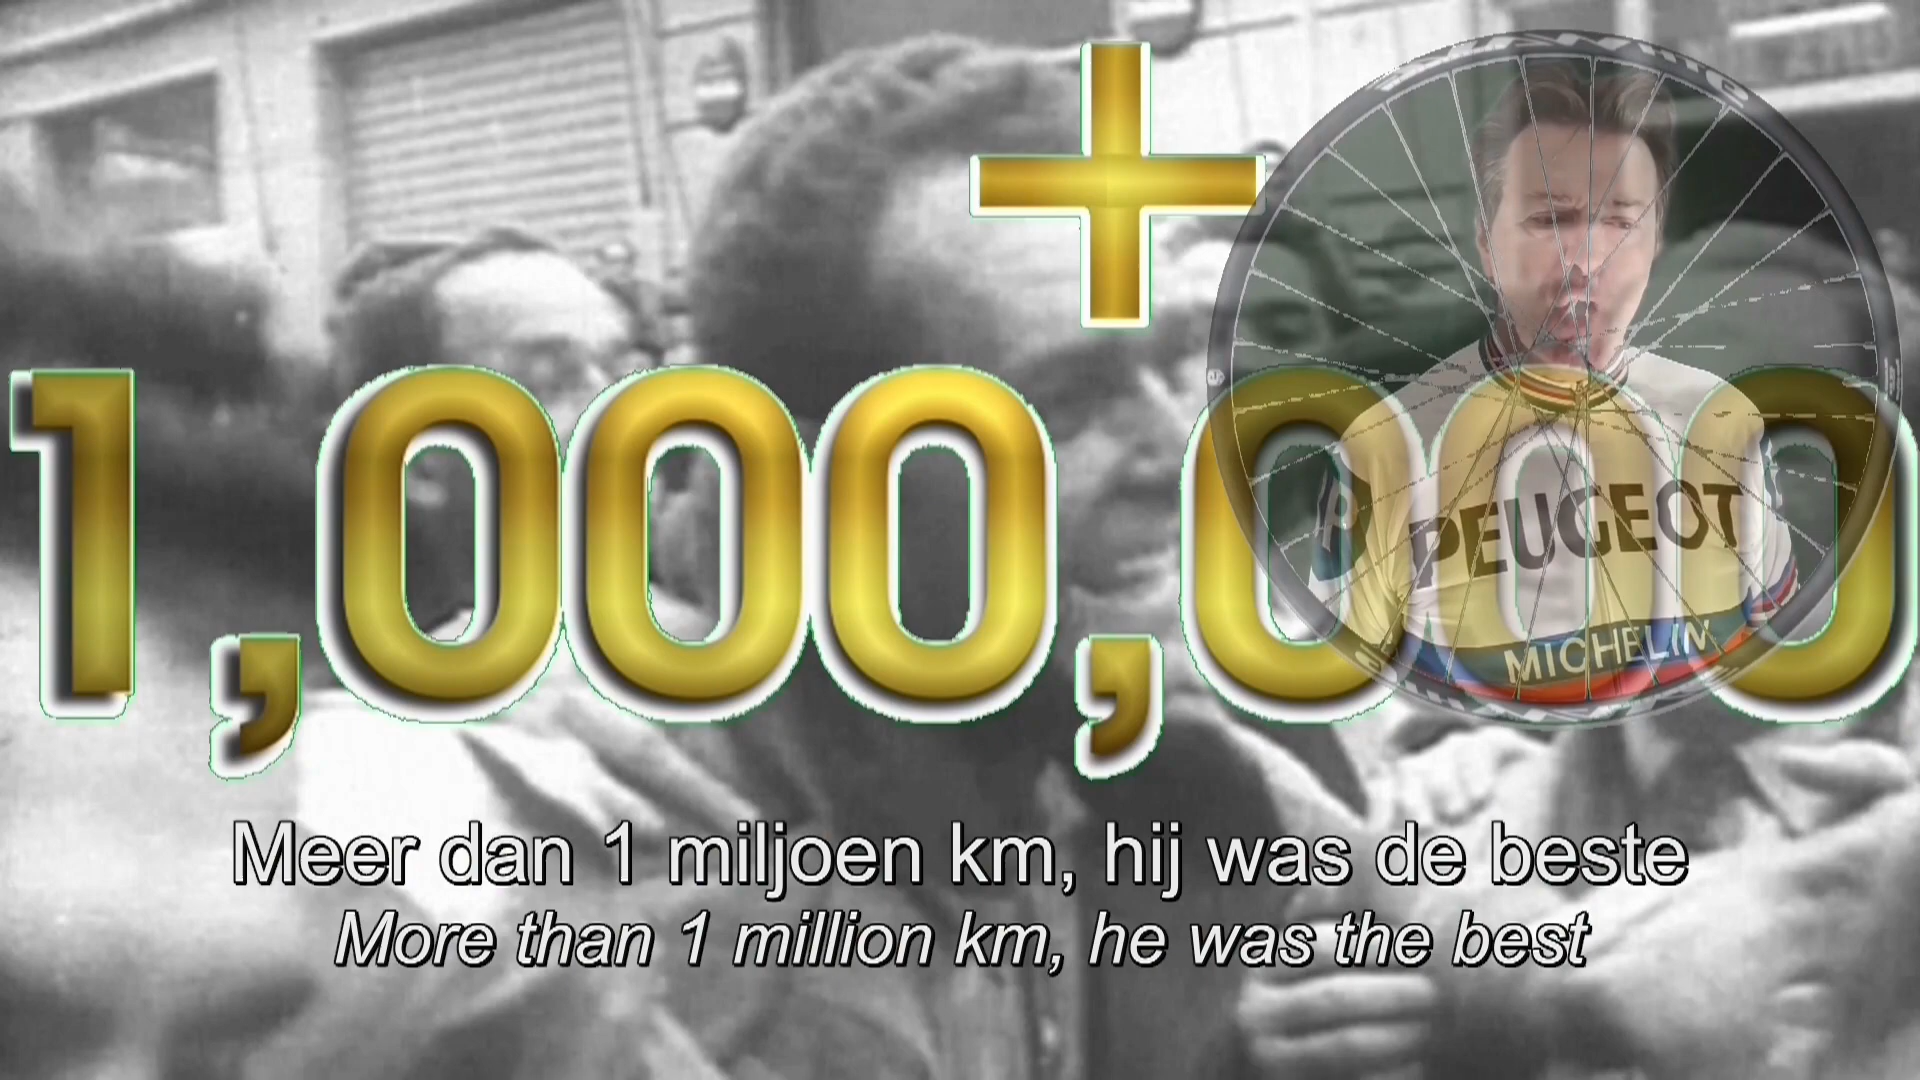 +
1,000,000
PEUGEOT
MICHELIN
Meer dan 1 miljoen km, hij was de beste
More than 1 million km, he was the best